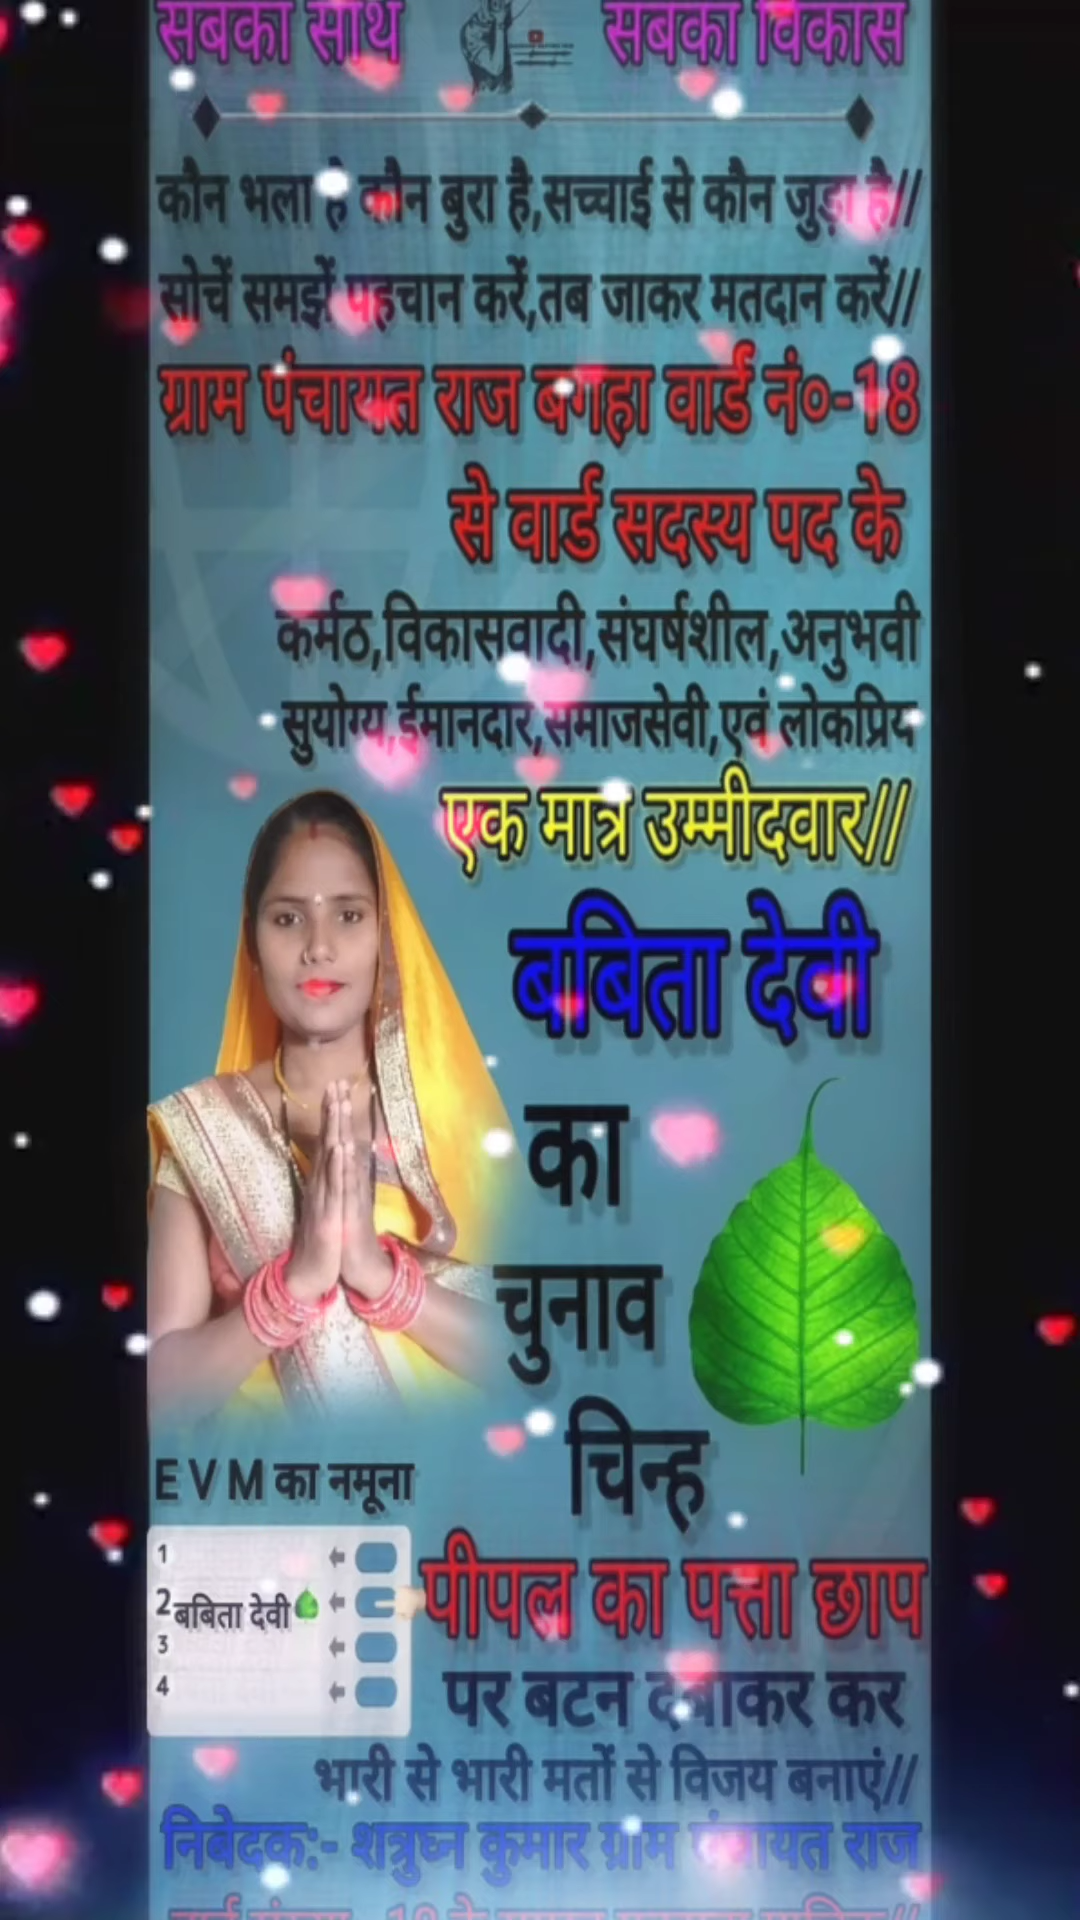 सबका साथ सबका विकास
कौन भला है कौन बुरा है,सच्चाई से कौन जुड़ा है//
सोचें समझें पहचान करें,तब जाकर मतदान करें//
ग्राम पंचायत राज बगहा वार्ड नं०-18
से वार्ड सदस्य पद के
कर्मठ,विकासवादी,संघर्षशील,अनुभवी
सुयोग्य,ईमानदार,समाजसेवी,एवं लोकप्रिय
एक मात्र उम्मीदवार//
बबिता देवी
का
चुनाव
चिन्ह
E V M का नमूना
1
2 बबिता देवी
3
4
पीपल का पत्ता छाप
पर बटन दबाकर कर
भारी से भारी मतों से विजय बनाएं//
निबेदक:- शत्रुघ्न कुमार ग्राम पंचायत राज